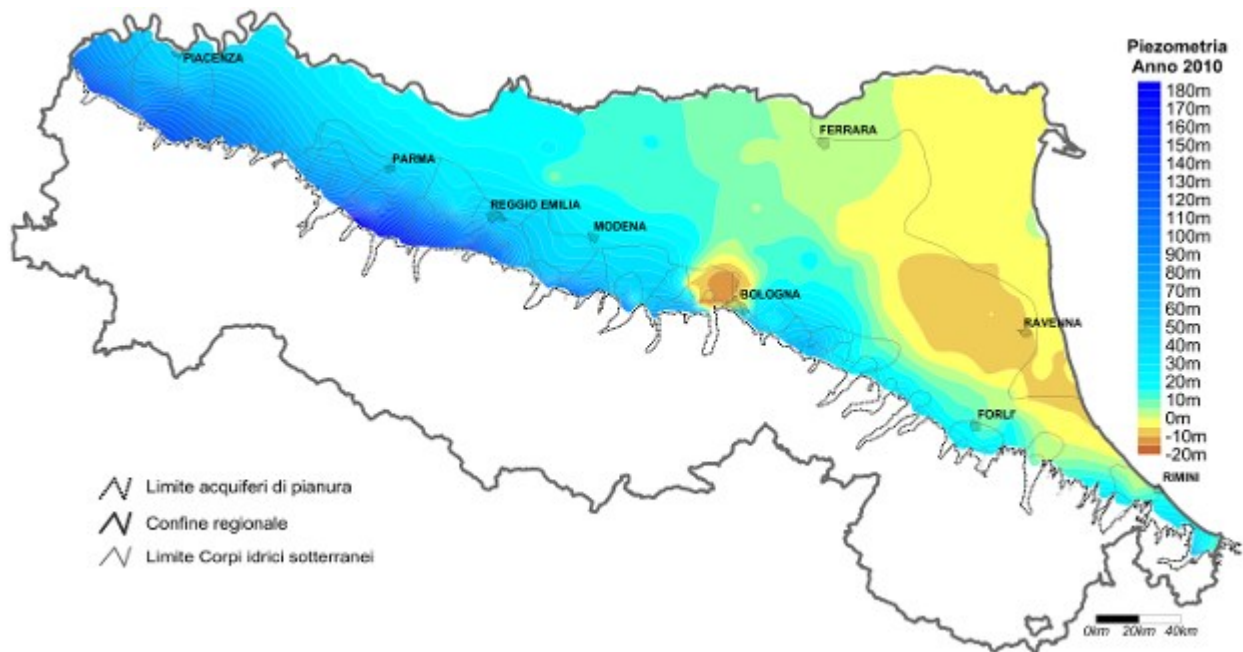 Piezometria
Anno 2010
180m
170m
160m
150m
140m
130m
120m
110m
100m
90m
80m
70m
60m
50m
40m
30m
20m
10m
0m
-10m
-20m
PIACENZA
PARMA
REGGIO EMILIA
MODENA
BOLOGNA
FERRARA
RAVENNA
FORLI'
RIMINI
Limite acquiferi di pianura
Confine regionale
Limite Corpi idrici sotterranei
0km 20km 40km